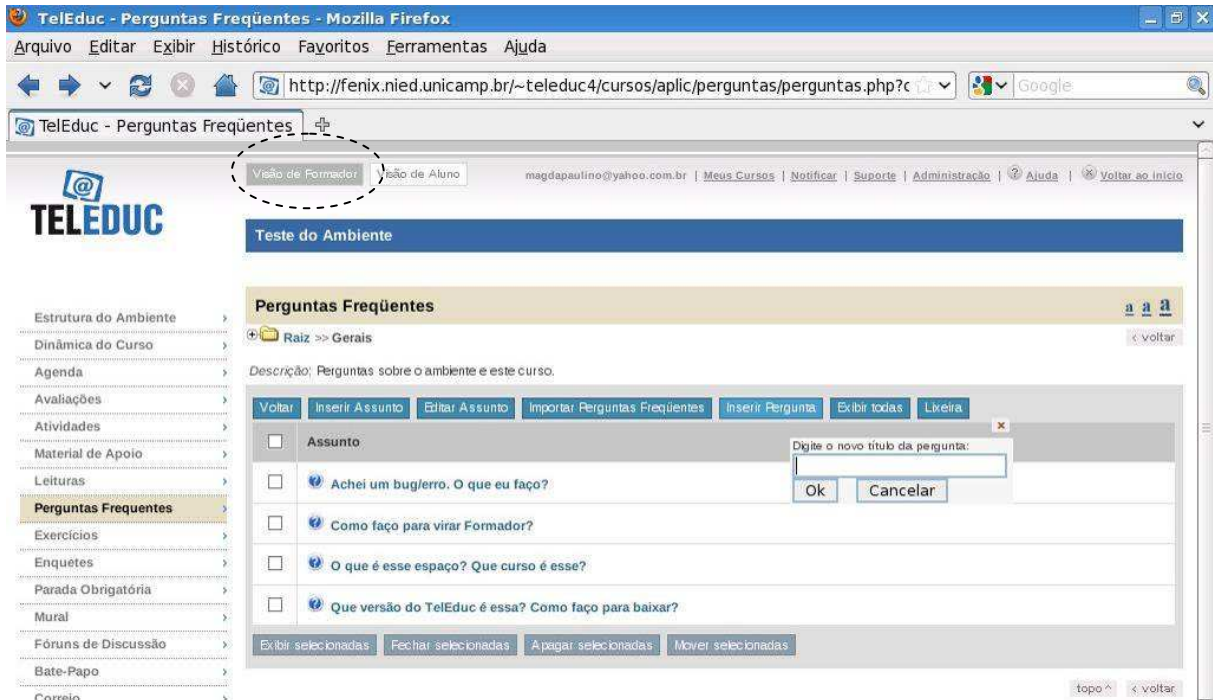 TelEduc - Perguntas Freqüentes - Mozilla Firefox
Arquivo Editar Exibir Histórico Favoritos Ferramentas Ajuda
http://fenix.nied.unicamp.br/~teleduc4/cursos/aplic/perguntas/perguntas.php?c Google
TelEduc - Perguntas Freqüentes
Visão de Formador Visão de Aluno magdapaulino@yahoo.com.br | Meus Cursos | Notificar | Suporte | Administração | Ajuda | Voltar ao início
TELEDUC
Teste do Ambiente
Perguntas Freqüentes a a a
Raiz >> Gerais < voltar
Descrição: Perguntas sobre o ambiente e este curso.
Voltar Inserir Assunto Editar Assunto Importar Perguntas Freqüentes Inserir Pergunta Exibir todas Lixeira
Assunto
Digite o novo título da pergunta:
Ok Cancelar
Achei um bug/erro. O que eu faço?
Como faço para virar Formador?
O que é esse espaço? Que curso é esse?
Que versão do TelEduc é essa? Como faço para baixar?
Exibir selecionadas Fechar selecionadas Apagar selecionadas Mover selecionadas
topo ^ < voltar
Estrutura do Ambiente
Dinâmica do Curso
Agenda
Avaliações
Atividades
Material de Apoio
Leituras
Perguntas Frequentes
Exercícios
Enquetes
Parada Obrigatória
Mural
Fóruns de Discussão
Bate-Papo
Correio